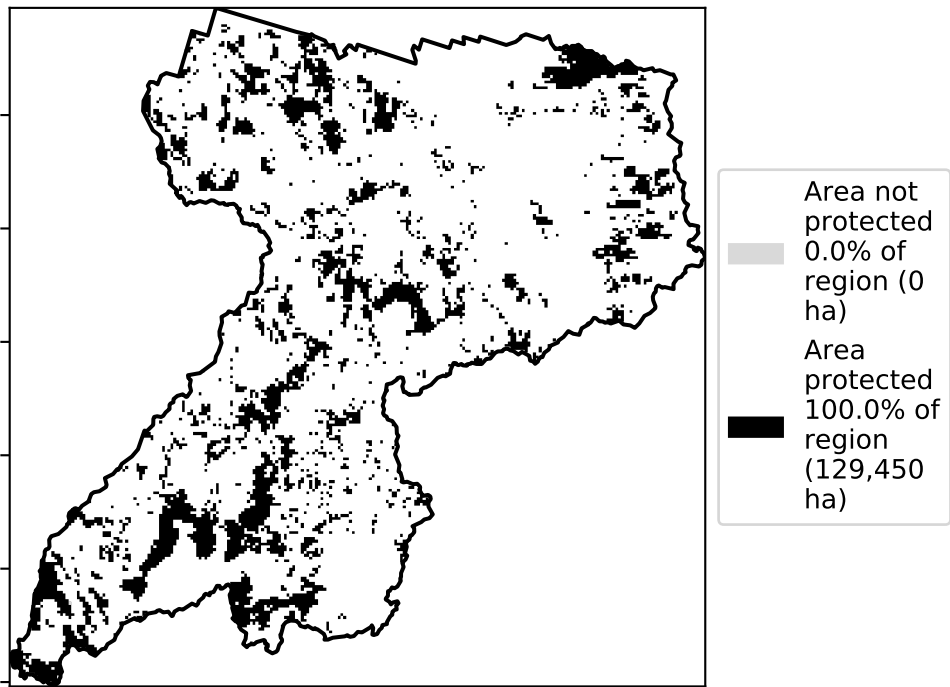 Area not
protected
0.0% of
region (0
ha)
Area
protected
100.0% of
region
(129,450
ha)